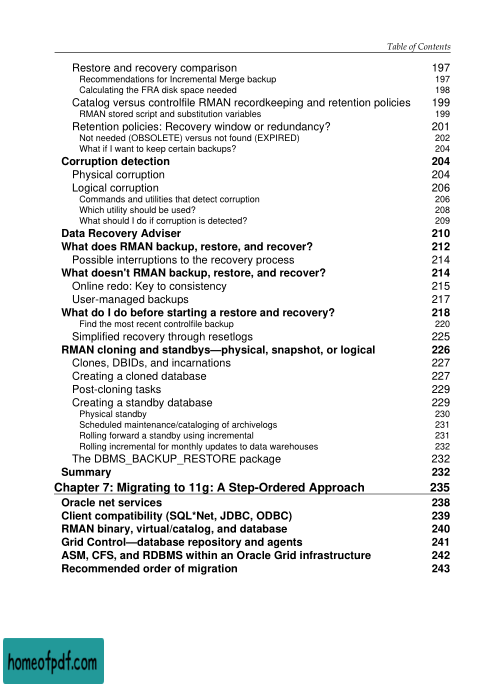 Table of Contents
Restore and recovery comparison 197
Recommendations for Incremental Merge backup 197
Calculating the FRA disk space needed 198
Catalog versus controlfile RMAN recordkeeping and retention policies 199
RMAN stored script and substitution variables 199
Retention policies: Recovery window or redundancy? 201
Not needed (OBSOLETE) versus not found (EXPIRED) 202
What if I want to keep certain backups? 204
Corruption detection 204
Physical corruption 204
Logical corruption 206
Commands and utilities that detect corruption 206
Which utility should be used? 208
What should I do if corruption is detected? 209
Data Recovery Adviser 210
What does RMAN backup, restore, and recover? 212
Possible interruptions to the recovery process 214
What doesn't RMAN backup, restore, and recover? 214
Online redo: Key to consistency 215
User-managed backups 217
What do I do before starting a restore and recovery? 218
Find the most recent controlfile backup 220
Simplified recovery through resetlogs 225
RMAN cloning and standbys—physical, snapshot, or logical 226
Clones, DBIDs, and incarnations 227
Creating a cloned database 227
Post-cloning tasks 229
Creating a standby database 229
Physical standby 230
Scheduled maintenance/cataloging of archivelogs 231
Rolling forward a standby using incremental 231
Rolling incremental for monthly updates to data warehouses 232
The DBMS_BACKUP_RESTORE package 232
Summary 232
Chapter 7: Migrating to 11g: A Step-Ordered Approach 235
Oracle net services 238
Client compatibility (SQL*Net, JDBC, ODBC) 239
RMAN binary, virtual/catalog, and database 240
Grid Control—database repository and agents 241
ASM, CFS, and RDBMS within an Oracle Grid infrastructure 242
Recommended order of migration 243
homeofpdf.com